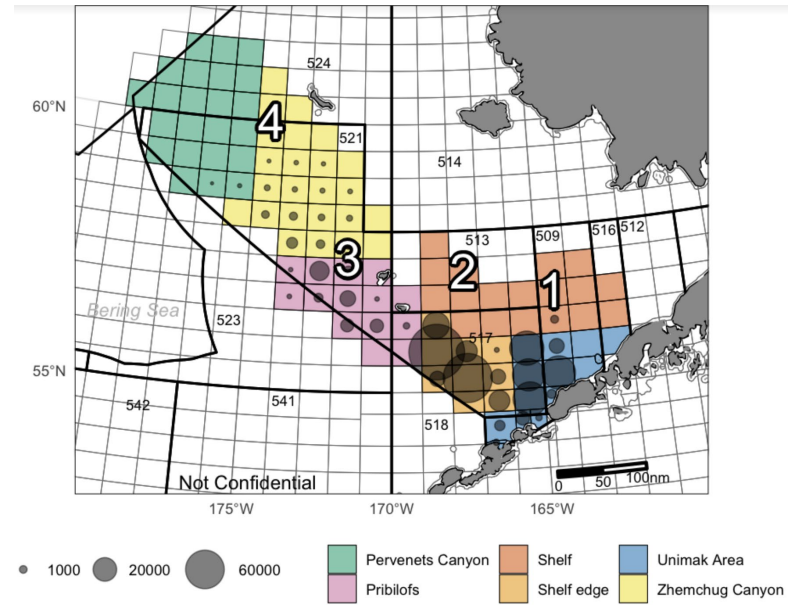 524
60°N
4
521
514
516
512
513
509
3
2
1
Bering Sea
523
517
55°N
542
541
518
0
50
100nm
Not Confidential
175°W
170°W
165°W
1000
20000
60000
Pervenets Canyon
Shelf
Unimak Area
Pribilofs
Shelf edge
Zhemchug Canyon